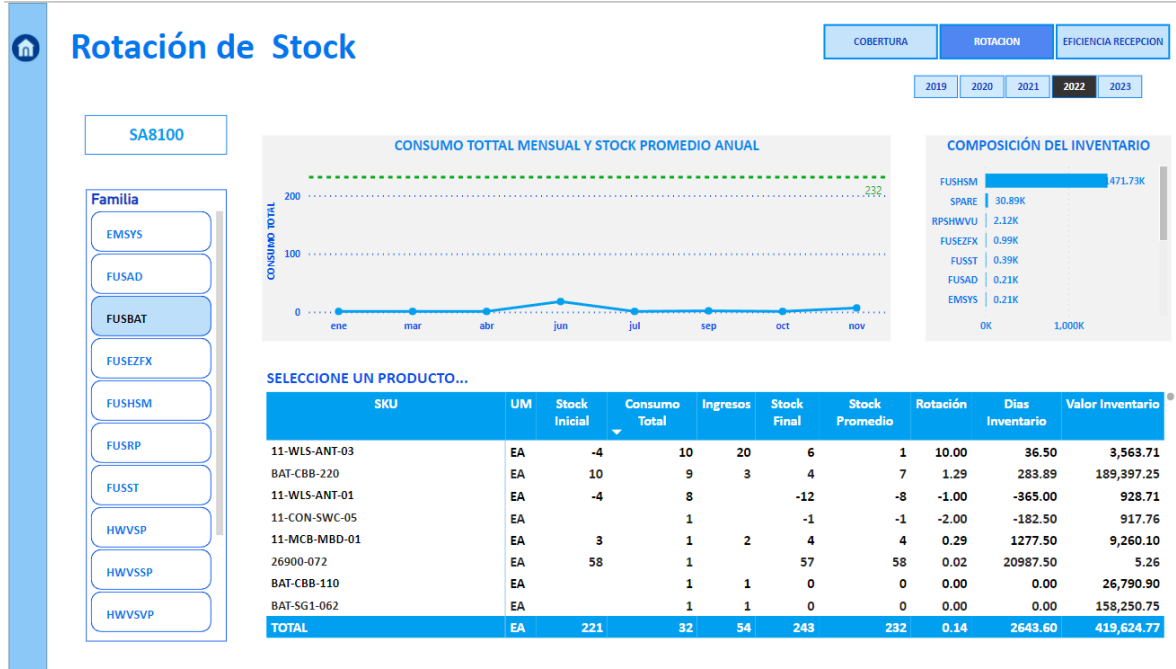 Rotación de Stock
COBERTURA
ROTACION
EFICIENCIA RECEPCION
2019
2020
2021
2022
2023
SA8100
Familia
EMSYS
FUSAD
FUSBAT
FUSEZFX
FUSHSM
FUSRP
FUSST
HWVSP
HWVSSP
HWVSVP
CONSUMO TOTTAL MENSUAL Y STOCK PROMEDIO ANUAL
CONSUMO TOTAL
200
100
0
232
ene mar abr jun jul sep oct nov
COMPOSICIÓN DEL INVENTARIO
FUSHSM 1,471.73K
SPARE 30.89K
RPSHWVU 2.12K
FUSEZFX 0.99K
FUSST 0.39K
FUSAD 0.21K
EMSYS 0.21K
0K 1,000K
SELECCIONE UN PRODUCTO...
SKU UM Stock Inicial Consumo Total Ingresos Stock Final Stock Promedio Rotación Dias Inventario Valor Inventario
11-WLS-ANT-03 EA -4 10 20 6 1 10.00 36.50 3,563.71
BAT-CBB-220 EA 10 9 3 4 7 1.29 283.89 189,397.25
11-WLS-ANT-01 EA -4 8 -12 -8 -1.00 -365.00 928.71
11-CON-SWC-05 EA 1 -1 -1 -2.00 -182.50 917.76
11-MCB-MBD-01 EA 3 1 2 4 4 0.29 1277.50 9,260.10
26900-072 EA 58 1 57 58 0.02 20987.50 5.26
BAT-CBB-110 EA 1 1 0 0 0.00 0.00 26,790.90
BAT-SG1-062 EA 1 1 0 0 0.00 0.00 158,250.75
TOTAL EA 221 32 54 243 232 0.14 2643.60 419,624.77